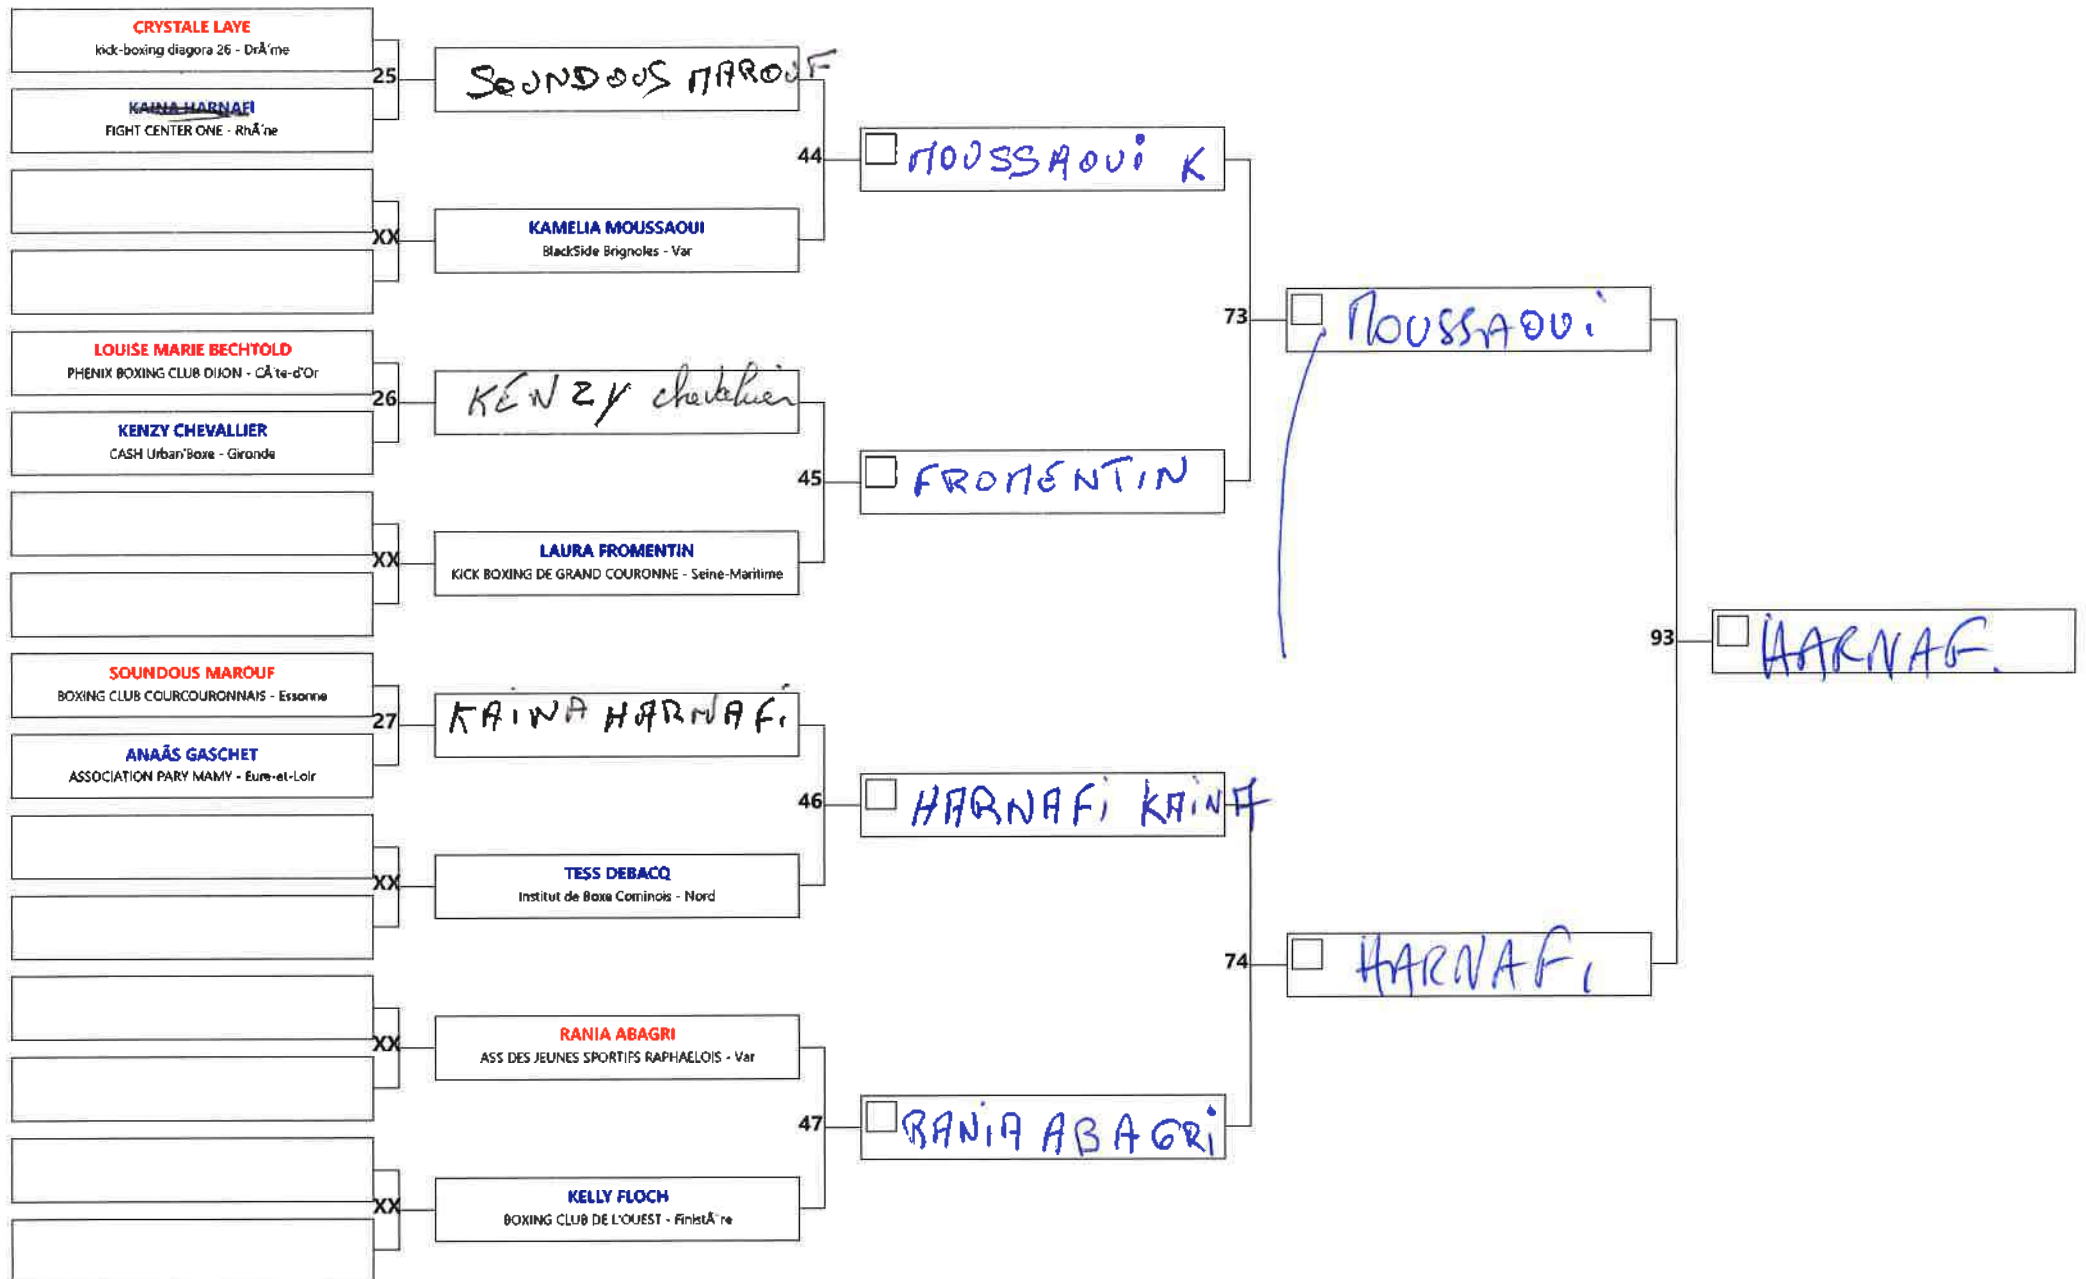 CRYSTALE LAYE
kick-boxing diagora 26 - DrÃ´me
25
SOUNDOUS MAROUF
KAINA HARNAFI
FIGHT CENTER ONE - RhÃ´ne
44
MOUSSAOUi K
XX
KAMELIA MOUSSAOUI
BlackSide Brignoles - Var
73
MOUSSAOUi
LOUISE MARIE BECHTOLD
PHENIX BOXING CLUB DIJON - CÃ´te-d'Or
26
KENZY chevalier
KENZY CHEVALLIER
CASH Urban'Boxe - Gironde
45
FROMENTIN
XX
LAURA FROMENTIN
KICK BOXING DE GRAND COURONNE - Seine-Maritime
93
HARNAF.
SOUNDOUS MAROUF
BOXING CLUB COURCOURONNAIS - Essonne
27
KAiNA HARNAFi
ANAÃS GASCHET
ASSOCIATION PARY MAMY - Eure-et-Loir
46
HARNAFi KAiNA
XX
TESS DEBACQ
Institut de Boxe Cominois - Nord
74
HARNAFi
XX
RANIA ABAGRI
ASS DES JEUNES SPORTIFS RAPHAELOIS - Var
47
RANiA ABAGRi
XX
KELLY FLOCH
BOXING CLUB DE L'OUEST - FinistÃ¨re